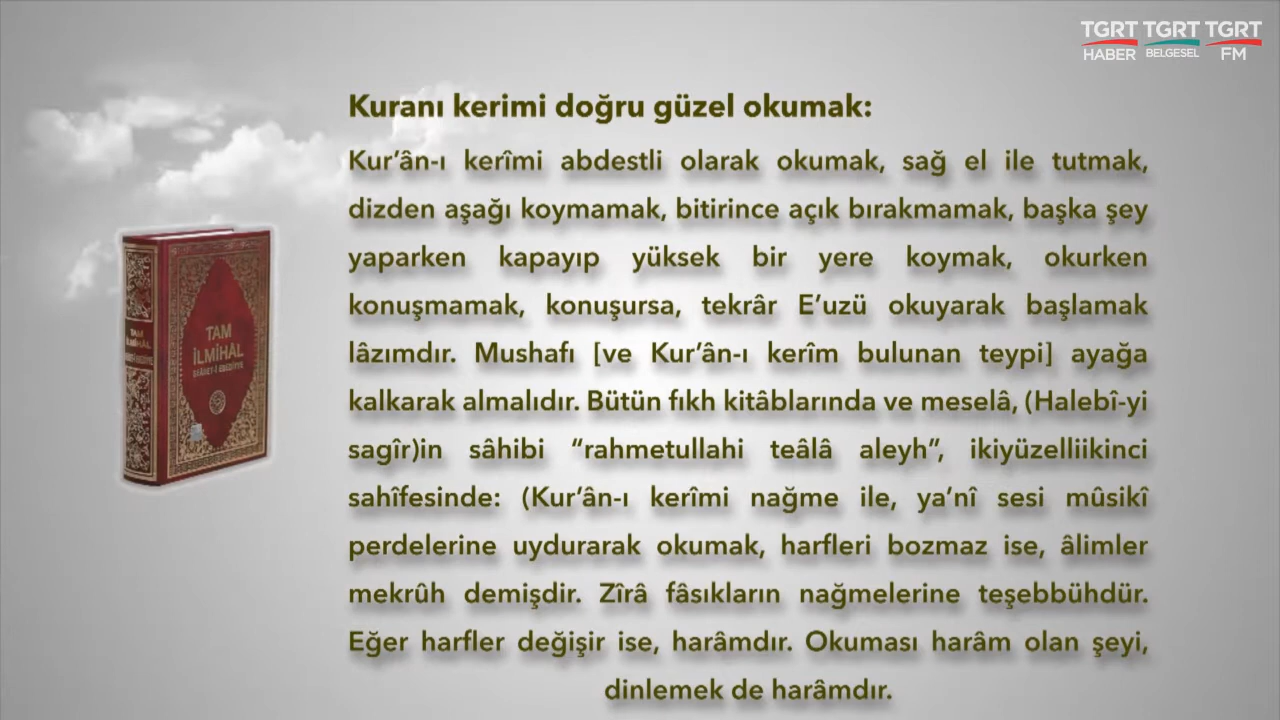 TGRT TGRT TGRT
HABER BELGESEL FM
Kuranı kerimi doğru güzel okumak:
Kur’ân-ı kerîmi abdestli olarak okumak, sağ el ile tutmak,
dizden aşağı koymamak, bitirince açık bırakmamak, başka şey
yaparken kapayıp yüksek bir yere koymak, okurken
konuşmamak, konuşursa, tekrâr E’uzü okuyarak başlamak
lâzımdır. Mushafı [ve Kur’ân-ı kerîm bulunan teypi] ayağa
kalkarak almalıdır. Bütün fıkh kitâblarında ve meselâ, (Halebî-yi
sagîr)in sâhibi “rahmetullahi teâlâ aleyh”, ikiyüzelliikinci
sahîfesinde: (Kur’ân-ı kerîmi nağme ile, ya’nî sesi mûsikî
perdelerine uydurarak okumak, harfleri bozmaz ise, âlimler
mekrûh demişdir. Zîrâ fâsıkların nağmelerine teşebbühdür.
Eğer harfler değişir ise, harâmdır. Okuması harâm olan şeyi,
dinlemek de harâmdır.
TAM
İLMİHÂL
SEÂDET-İ EBEDİYYE
TAM
İLMİHÂL